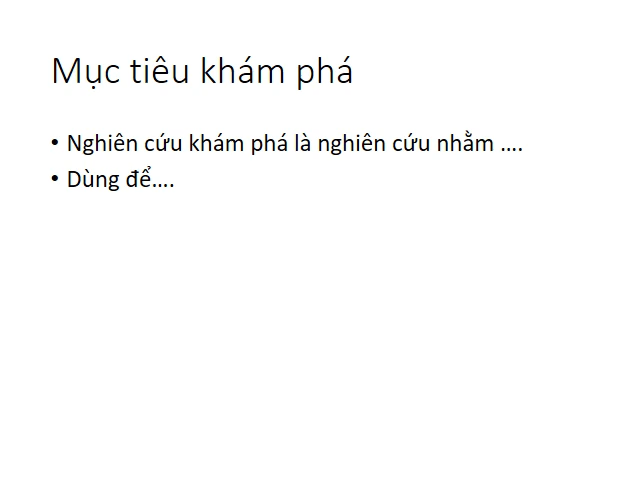 Mục tiêu khám phá
• Nghiên cứu khám phá là nghiên cứu nhằm ….
• Dùng để….